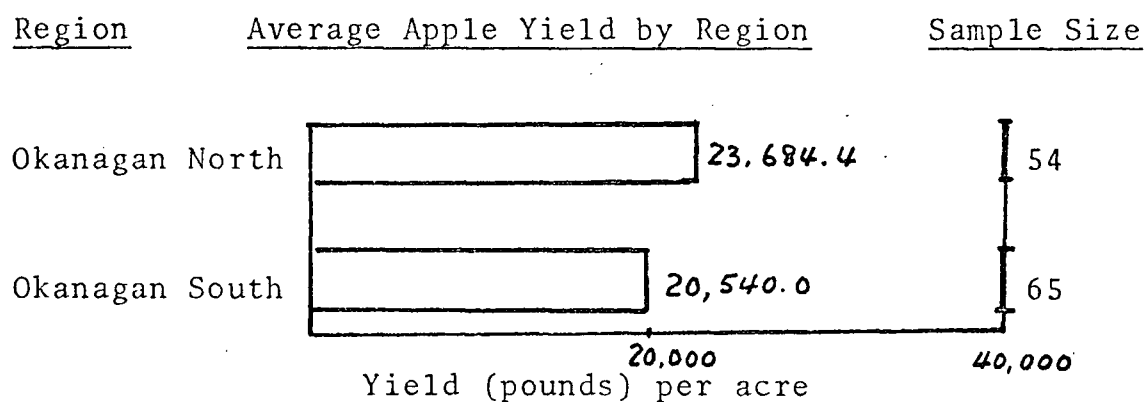 Region Average Apple Yield by Region Sample Size
Okanagan North 23.684.4 54
Okanagan South 20,540.0 65
20,000 40,000
Yield (pounds) per acre